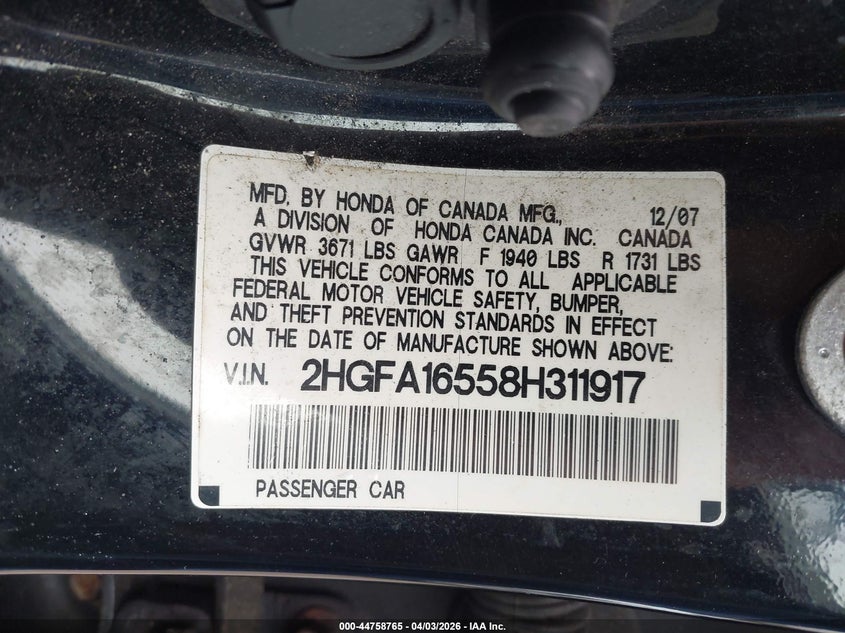 MFD. BY HONDA OF CANADA MFG., 12/07
A DIVISION OF HONDA CANADA INC. CANADA
GVWR 3671 LBS GAWR F 1940 LBS R 1731 LBS
THIS VEHICLE CONFORMS TO ALL APPLICABLE
FEDERAL MOTOR VEHICLE SAFETY, BUMPER,
AND THEFT PREVENTION STANDARDS IN EFFECT
ON THE DATE OF MANUFACTURE SHOWN ABOVE:
V.I.N. 2HGFA16558H311917
PASSENGER CAR
000-44758765 - 04/03/2026 - IAA Inc.